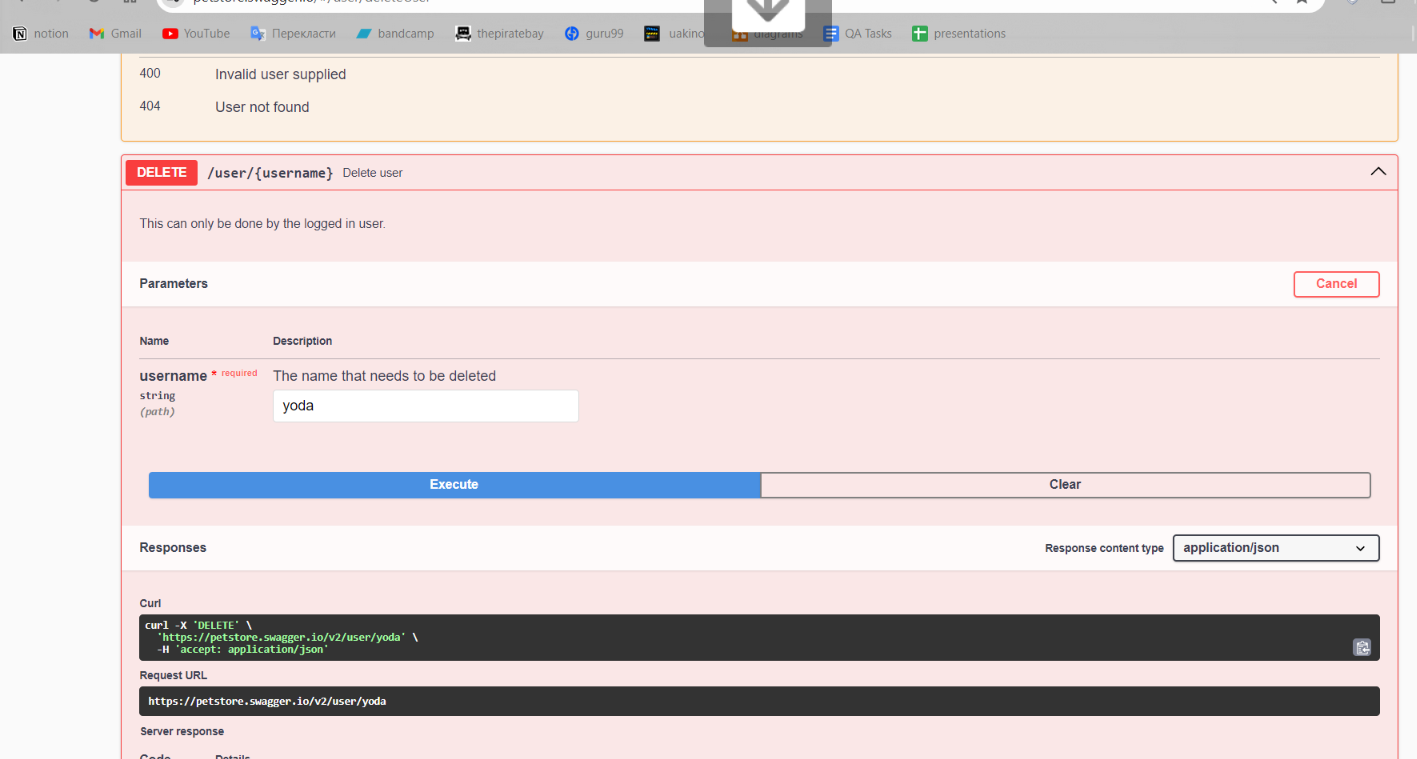 petstore.swagger.io/#/user/deleteUser
notion Gmail YouTube Перекласти bandcamp thepiratebay guru99 uakino diagrams QA Tasks presentations
400 Invalid user supplied
404 User not found
DELETE /user/{username} Delete user
This can only be done by the logged in user.
Parameters Cancel
Name Description
username * required The name that needs to be deleted
string
(path)
yoda
Execute Clear
Responses Response content type application/json
Curl
curl -X 'DELETE' \
'https://petstore.swagger.io/v2/user/yoda' \
-H 'accept: application/json'
Request URL
https://petstore.swagger.io/v2/user/yoda
Server response
Code Details